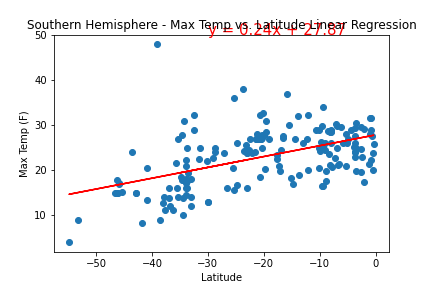 Southern Hemisphere - Max Temp vs. Latitude Linear Regression
y = 0.24x + 27.87
50
40
30
20
10
Max Temp (F)
−50
−40
−30
−20
−10
0
Latitude